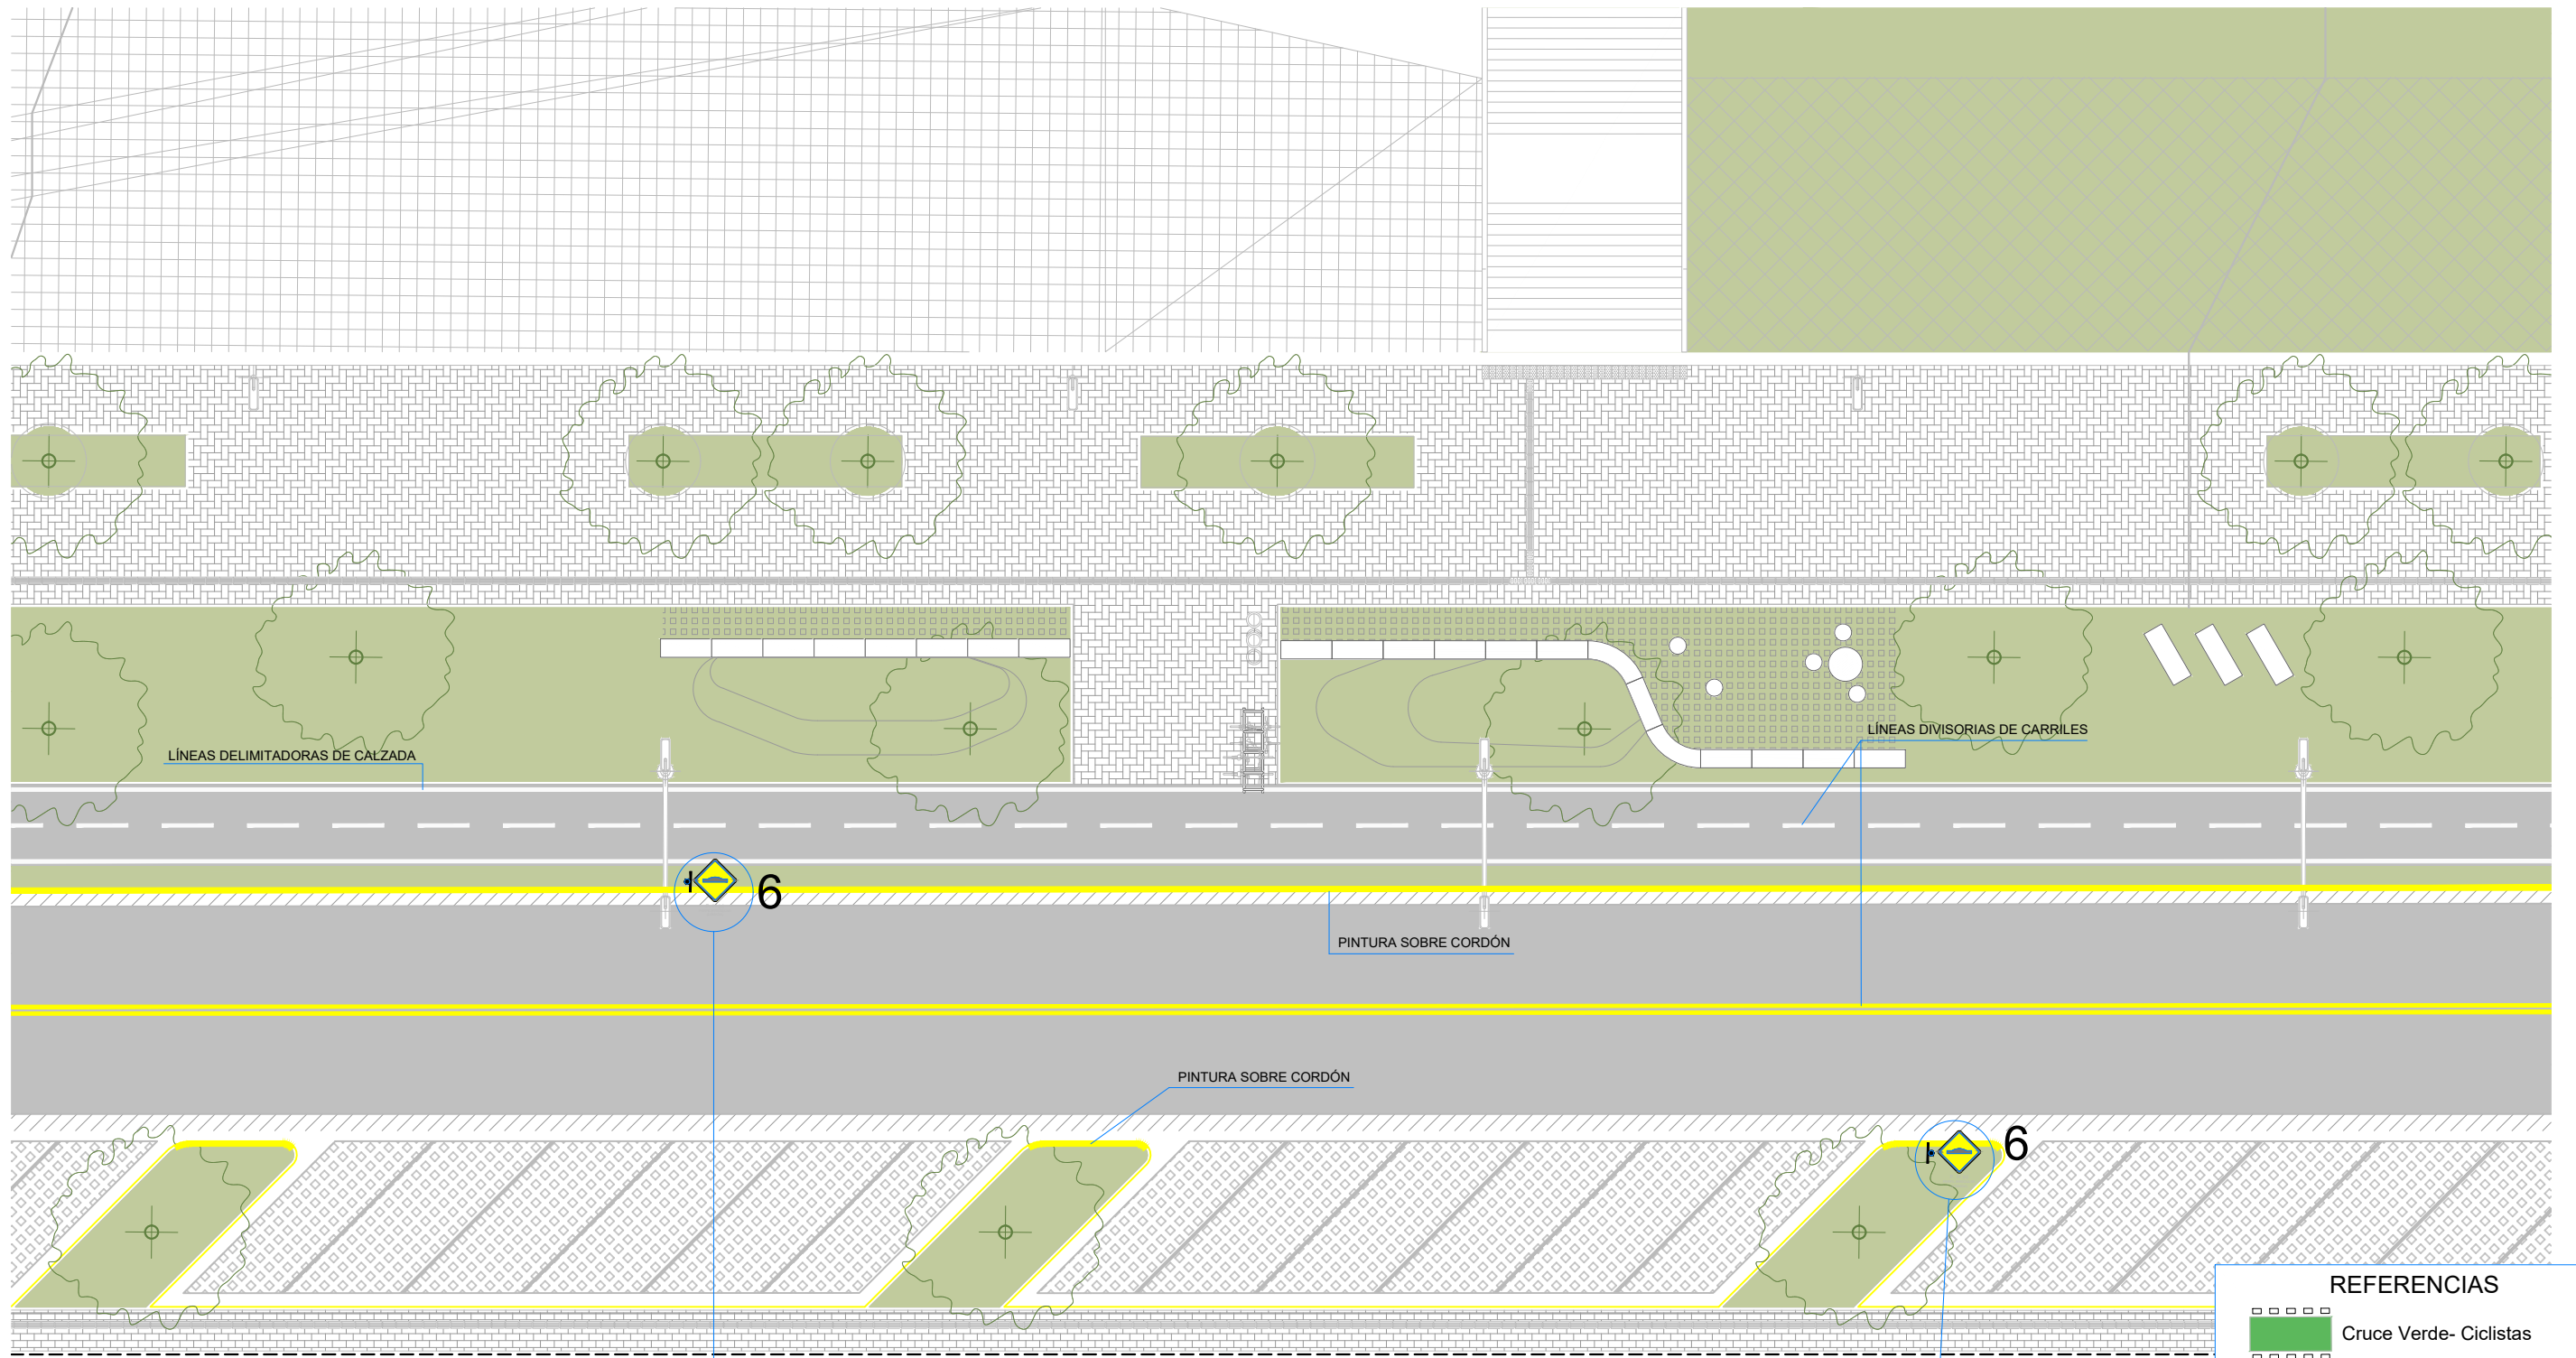 LÍNEAS DIVISORIAS DE CARRILES
LÍNEAS DELIMITADORAS DE CALZADA
6
PINTURA SOBRE CORDÓN
PINTURA SOBRE CORDÓN
6
REFERENCIAS
Cruce Verde- Ciclistas